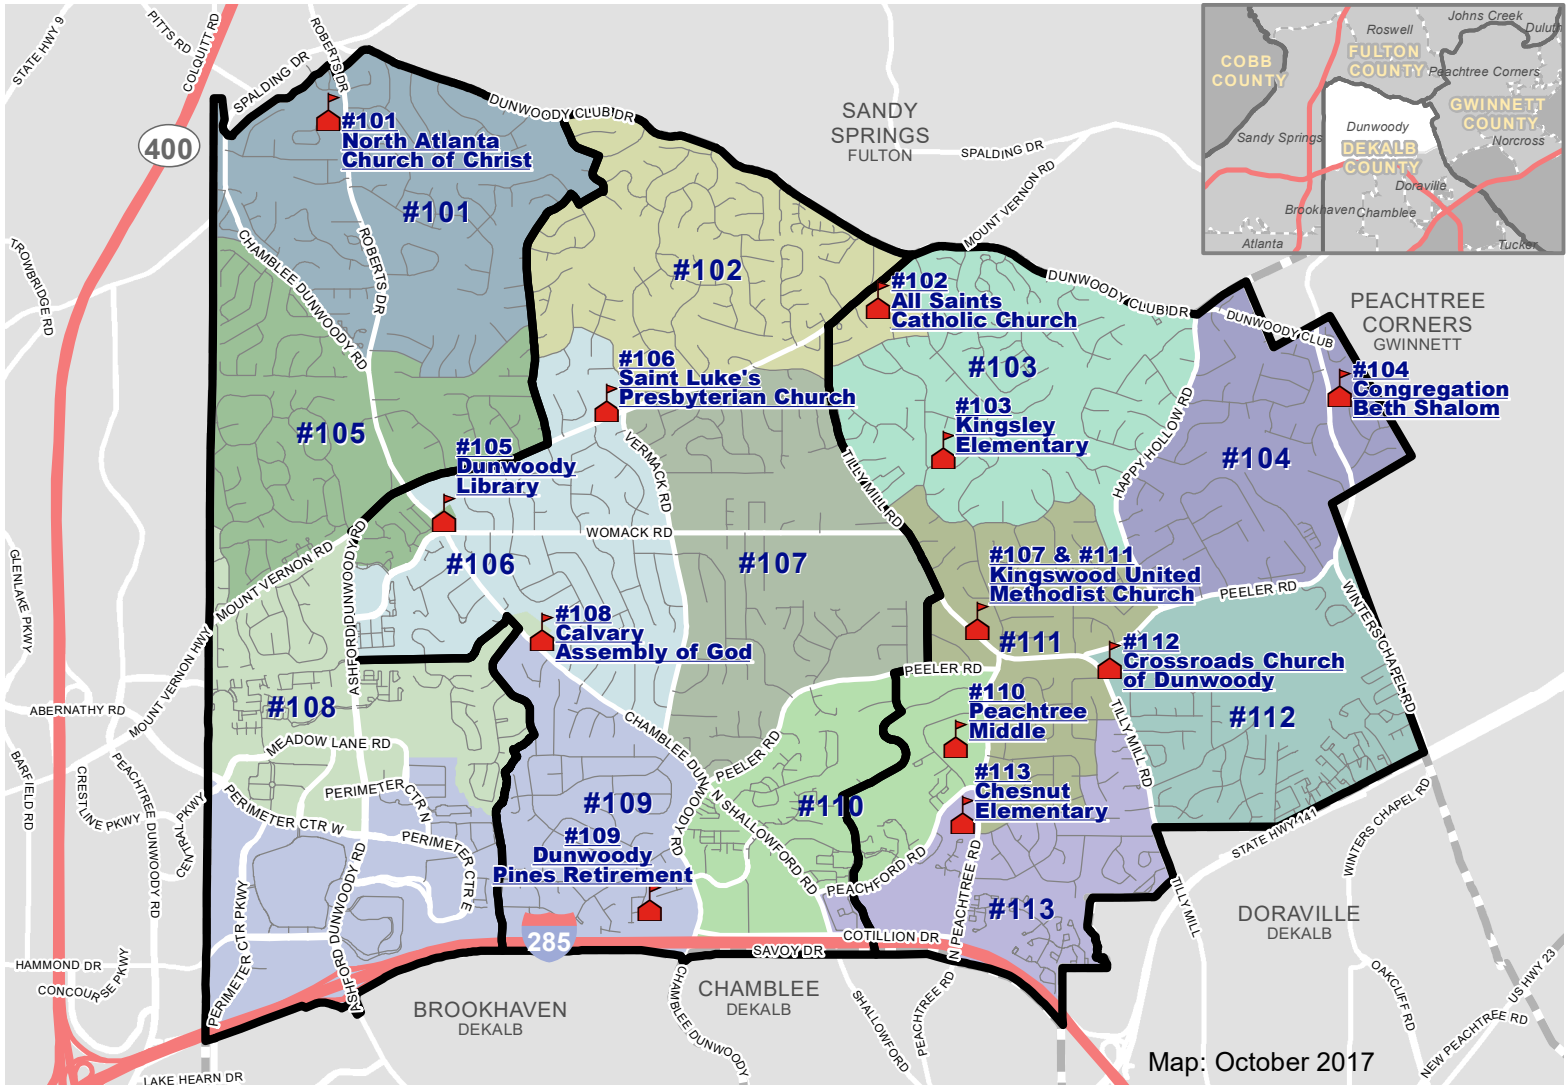 STATE HWY 9
PITTS RD
COLQUITT RD
ROBERTS DR
SPALDING DR
400
#101
North Atlanta
Church of Christ
#101
DUNWOODY CLUB DR
SANDY
SPRINGS
FULTON
SPALDING DR
MOUNT VERNON RD
COBB
COUNTY
Roswell
FULTON
COUNTY
Johns Creek
Duluth
Peachtree Corners
GWINNETT
COUNTY
Norcross
Sandy Springs
Dunwoody
DEKALB
COUNTY
Doraville
Brookhaven
Chamblee
Atlanta
Tucker
TROWBRIDGE RD
CHAMBLEE DUNWOODY RD
ROBERTS DR
#102
#102
All Saints
Catholic Church
DUNWOODY CLUB DR
DUNWOODY CLUB
PEACHTREE
CORNERS
GWINNETT
#106
Saint Luke's
Presbyterian Church
#103
#103
Kingsley
Elementary
HAPPY HOLLOW RD
#104
Congregation
Beth Shalom
#104
#105
#105
Dunwoody
Library
VERMACK RD
TILLY MILL RD
WOMACK RD
#106
#107
#107 & #111
Kingswood United
Methodist Church
PEELER RD
WINTERS CHAPEL RD
GLENLAKE PKWY
MOUNT VERNON RD
ASHFORD DUNWOODY RD
#108
Calvary
Assembly of God
#111
#112
Crossroads Church
of Dunwoody
PEELER RD
MOUNT VERNON HWY
ABERNATHY RD
#108
#110
Peachtree
Middle
#112
TILLY MILL RD
MEADOW LANE RD
CHAMBLEE DUNWOODY RD
PEELER RD
BARFIELD RD
CRESTLINE PKWY
PEACHTREE DUNWOODY RD
CENTRAL PKWY
PERIMETER CTR W
PERIMETER CTR N
PERIMETER CTR E
#109
#109
Dunwoody
Pines Retirement
N SHALLOWFORD RD
#110
#113
Chesnut
Elementary
STATE HWY 141
WINTERS CHAPEL RD
PERIMETER CTR PKWY
ASHFORD DUNWOODY RD
PEACHFORD RD
N PEACHTREE RD
#113
TILLY MILL
DORAVILLE
DEKALB
285
COTILLION DR
SAVOY DR
HAMMOND DR
CONCOURSE PKWY
BROOKHAVEN
DEKALB
CHAMBLEE DUNWOODY
CHAMBLEE
DEKALB
SHALLOWFORD
PEACHTREE RD
OAKCLIFF RD
US HWY 23
NEW PEACHTREE RD
LAKE HEARN DR
Map: October 2017